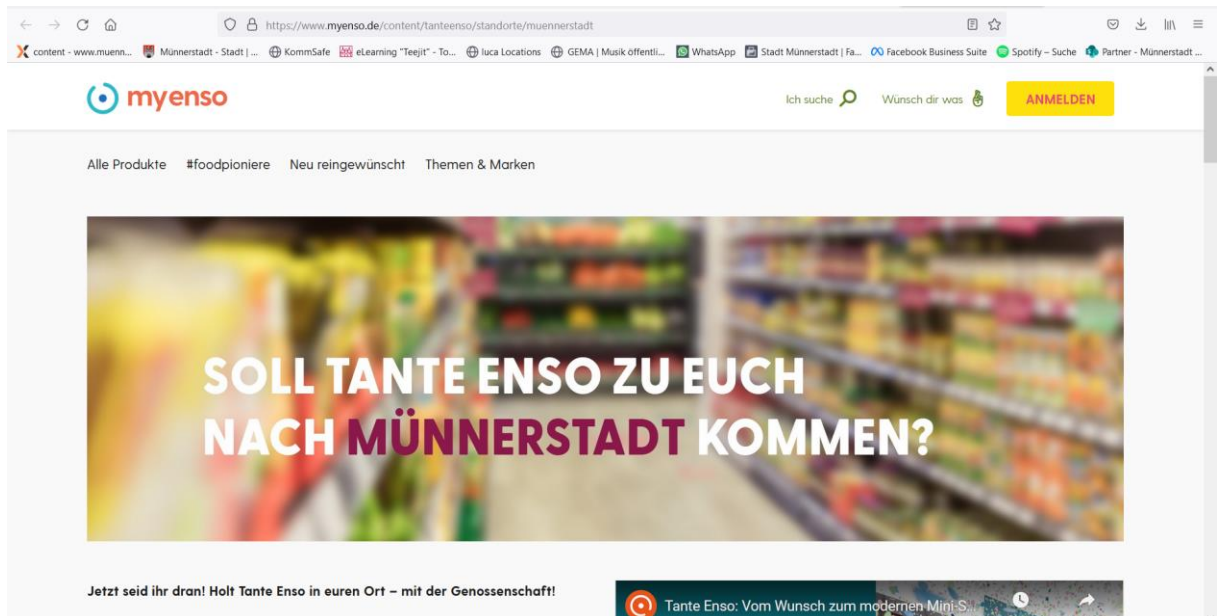 https://www.myenso.de/content/tanteenso/standorte/muennerstadt
content - www.muenn... Münnerstadt - Stadt | ... KommSafe eLearning "Teejit" - To... luca Locations GEMA | Musik öffentli... WhatsApp Stadt Münnerstadt | Fa... Facebook Business Suite Spotify – Suche Partner - Münnerstadt ...
myenso
Ich suche Wünsch dir was ANMELDEN
Alle Produkte #foodpioniere Neu reingewünscht Themen & Marken
SOLL TANTE ENSO ZU EUCH
NACH MÜNNERSTADT KOMMEN?
Jetzt seid ihr dran! Holt Tante Enso in euren Ort – mit der Genossenschaft!
Tante Enso: Vom Wunsch zum modernen Mini-S...